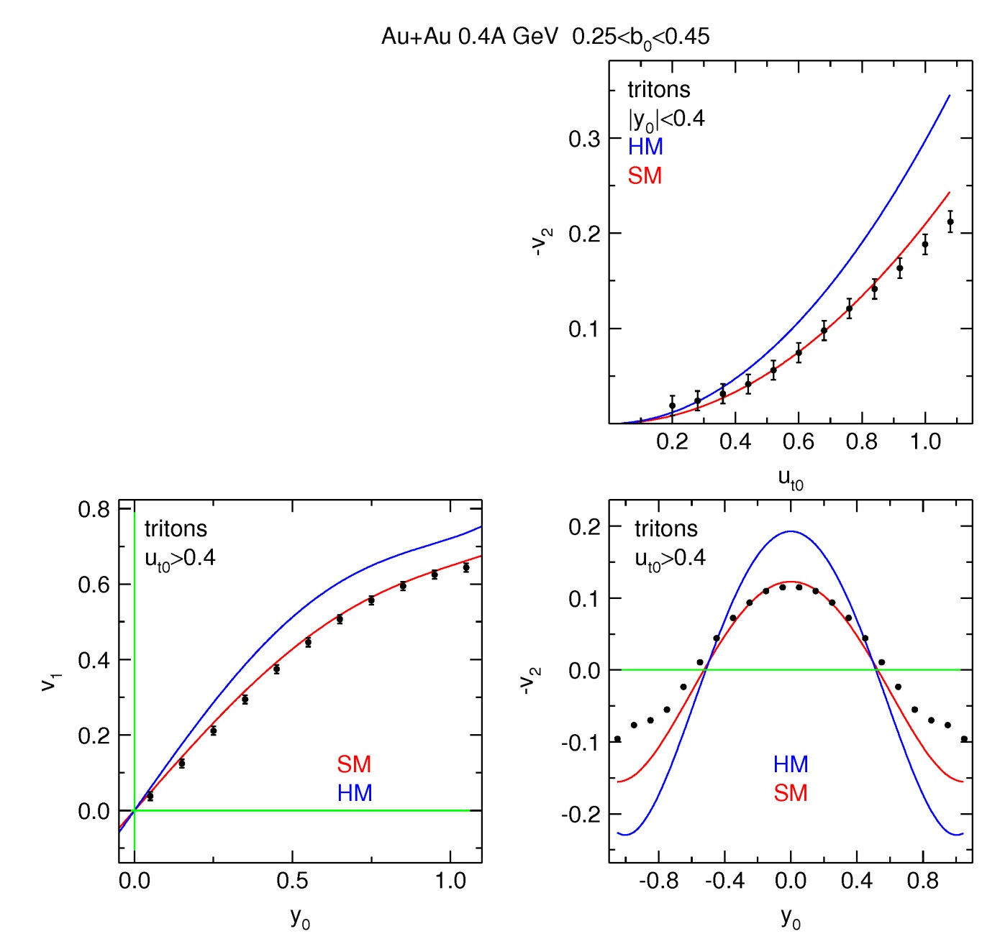 Au+Au 0.4A GeV 0.25<b₀<0.45
tritons
|y₀|<0.4
HM
SM
0.3
0.2
0.1
-v₂
0.2 0.4 0.6 0.8 1.0
uₜ₀
0.8
0.6
0.4
0.2
0.0
v₁
tritons
uₜ₀>0.4
SM
HM
0.0 0.5 1.0
y₀
0.2
0.1
0.0
-0.1
-0.2
-v₂
tritons
uₜ₀>0.4
HM
SM
-0.8 -0.4 0.0 0.4 0.8
y₀